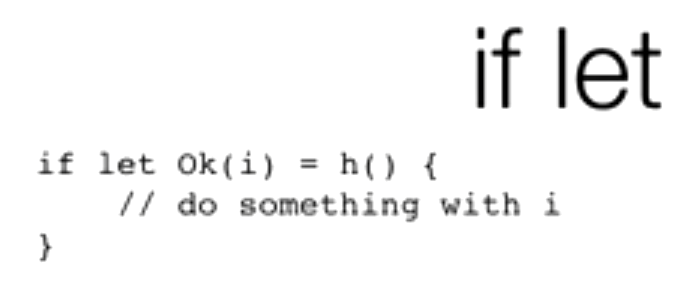 if let
if let Ok(i) = h() {
    // do something with i
}